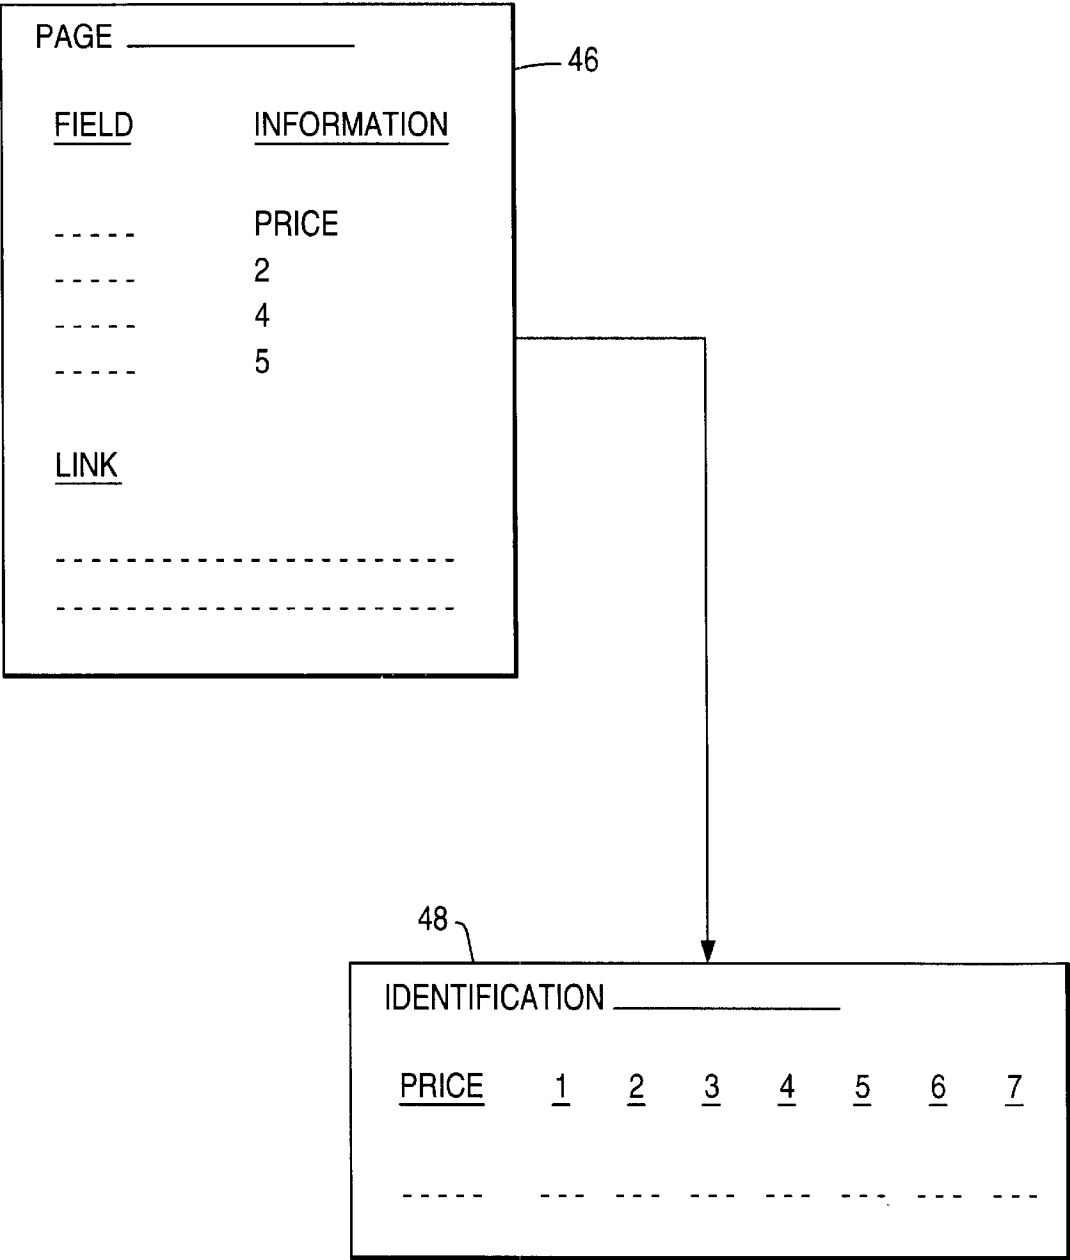 PAGE
46
FIELD INFORMATION
PRICE
2
4
5
LINK
48
IDENTIFICATION
PRICE 1 2 3 4 5 6 7